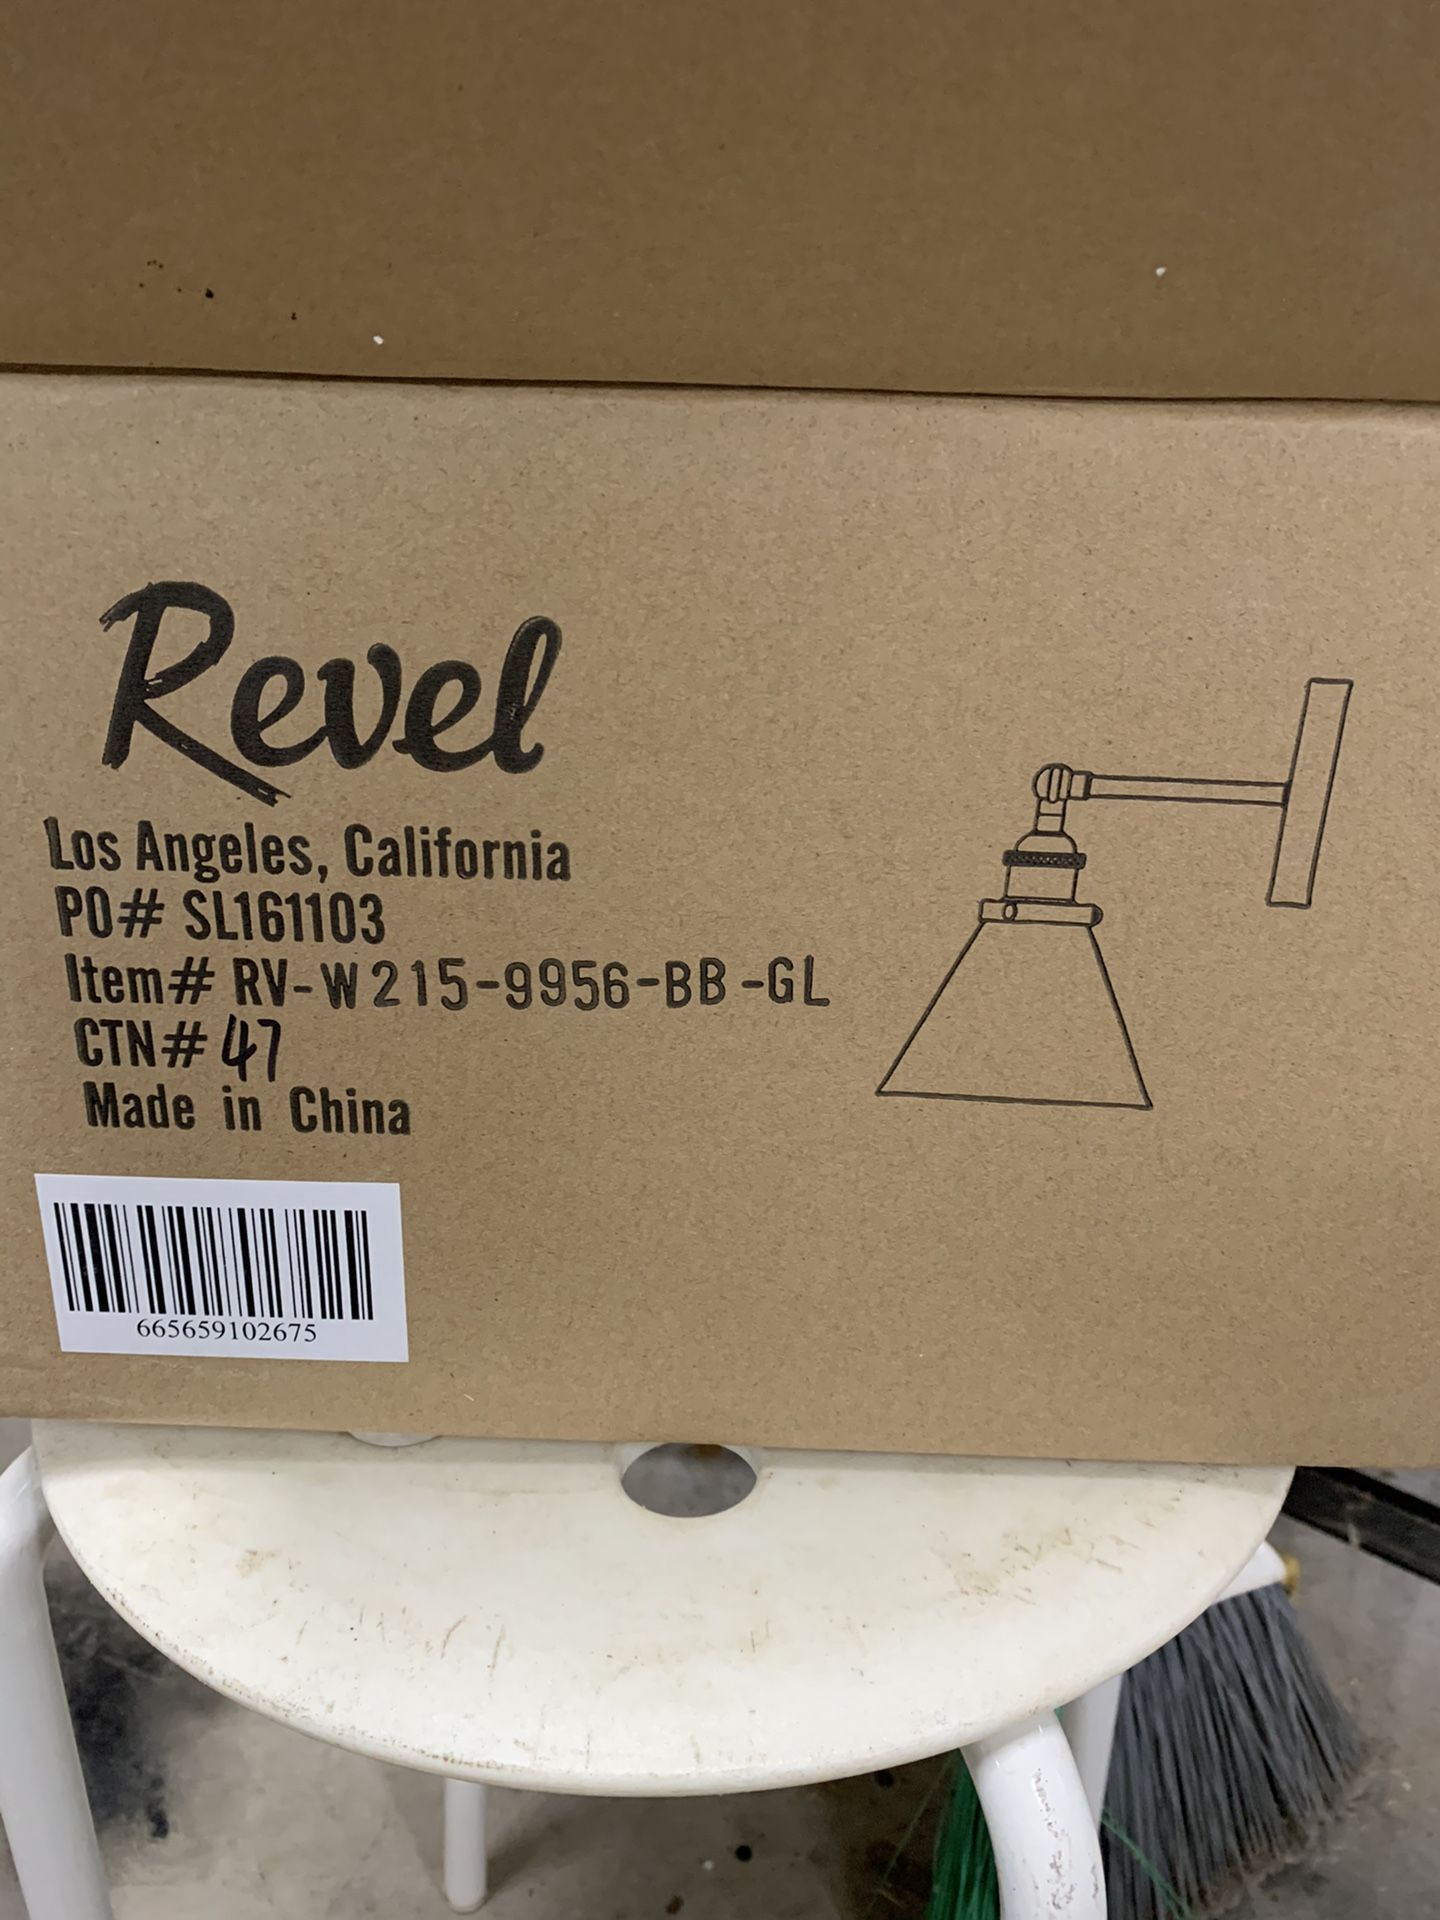 Revel
Los Angeles, California
PO# SL161103
Item# RV-W215-9956-BB-GL
CTN# 47
Made in China
665659102675